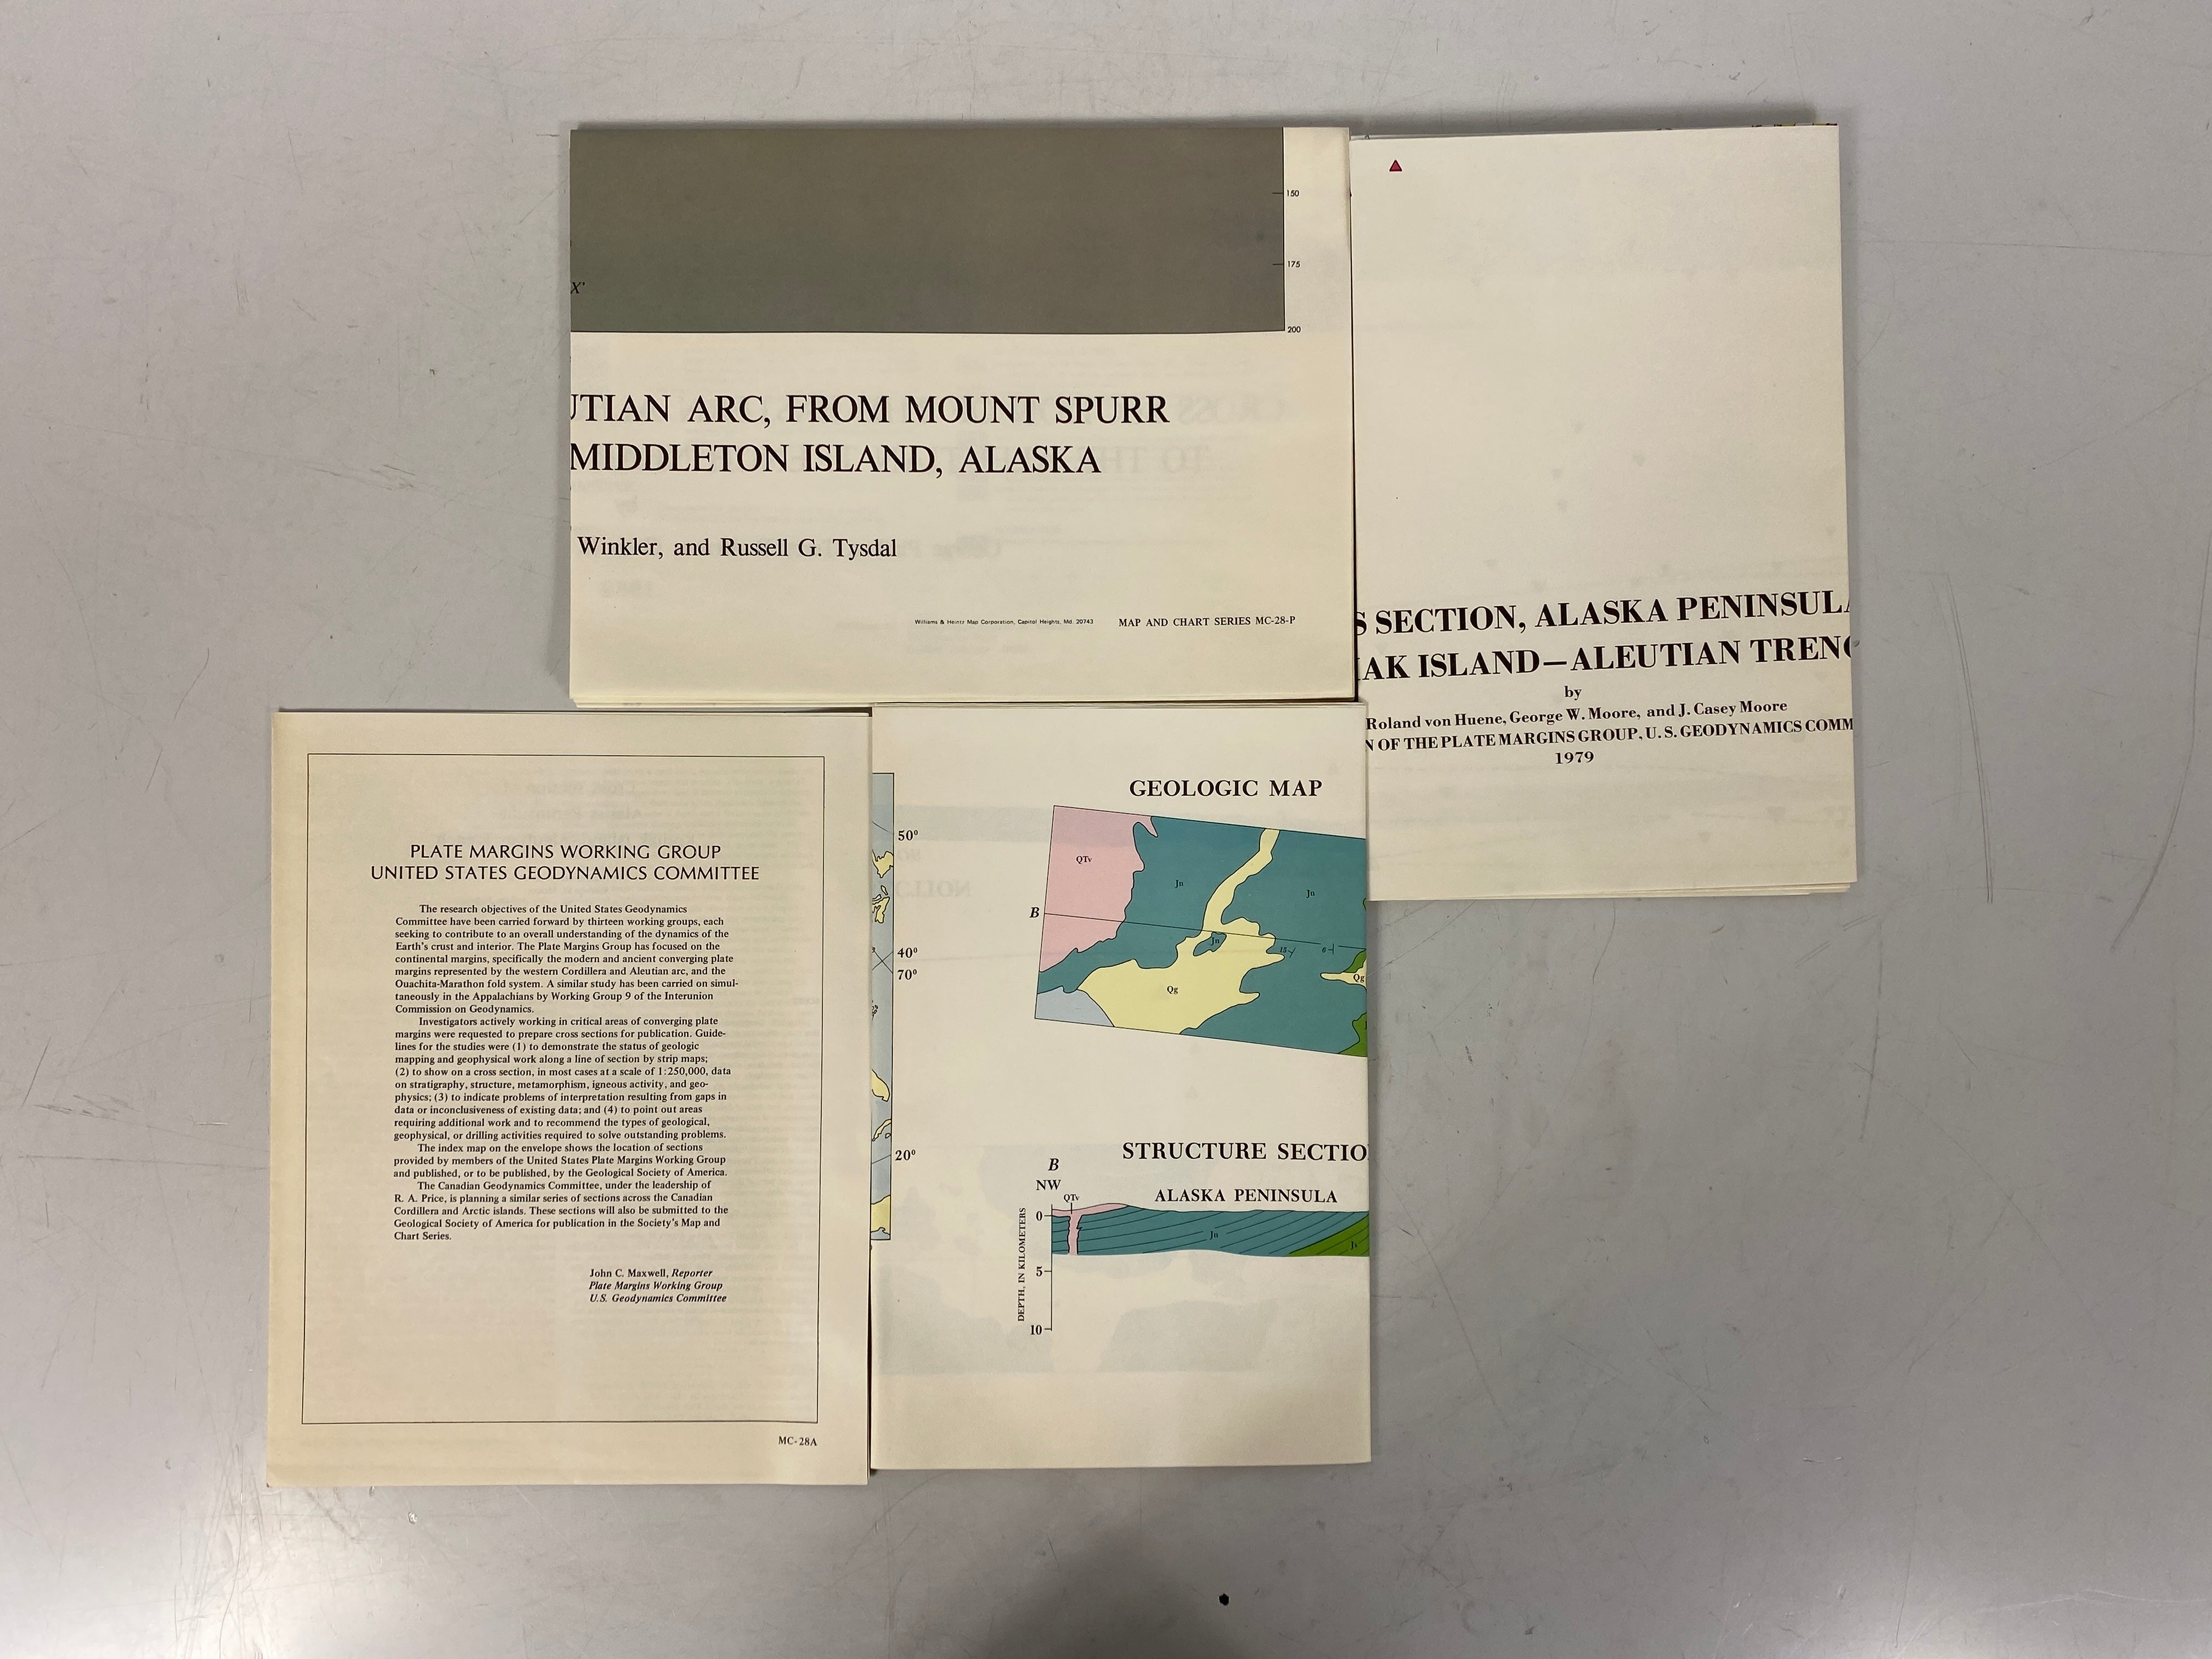 X'
150
175
200
UTIAN ARC, FROM MOUNT SPURR
MIDDLETON ISLAND, ALASKA
Winkler, and Russell G. Tysdal
Williams & Heintz Map Corporation, Capitol Heights, Md. 20743
MAP AND CHART SERIES MC-28-P
S SECTION, ALASKA PENINSULA
IAK ISLAND—ALEUTIAN TRENC
by
Roland von Huene, George W. Moore, and J. Casey Moore
N OF THE PLATE MARGINS GROUP, U. S. GEODYNAMICS COMM
1979
PLATE MARGINS WORKING GROUP
UNITED STATES GEODYNAMICS COMMITTEE
The research objectives of the United States Geodynamics
Committee have been carried forward by thirteen working groups, each
seeking to contribute to an overall understanding of the dynamics of the
Earth's crust and interior. The Plate Margins Group has focused on the
continental margins, specifically the modern and ancient converging plate
margins represented by the western Cordillera and Aleutian arc, and the
Ouachita-Marathon fold system. A similar study has been carried on simul-
taneously in the Appalachians by Working Group 9 of the Interunion
Commission on Geodynamics.
Investigators actively working in critical areas of converging plate
margins were requested to prepare cross sections for publication. Guide-
lines for the studies were (1) to demonstrate the status of geologic
mapping and geophysical work along a line of section by strip maps;
(2) to show on a cross section, in most cases at a scale of 1:250,000, data
on stratigraphy, structure, metamorphism, igneous activity, and geo-
physics; (3) to indicate problems of interpretation resulting from gaps in
data or inconclusiveness of existing data; and (4) to point out areas
requiring additional work and to recommend the types of geological,
geophysical, or drilling activities required to solve outstanding problems.
The index map on the envelope shows the location of sections
provided by members of the United States Plate Margins Working Group
and published, or to be published, by the Geological Society of America.
The Canadian Geodynamics Committee, under the leadership of
R. A. Price, is planning a similar series of sections across the Canadian
Cordillera and Arctic islands. These sections will also be submitted to the
Geological Society of America for publication in the Society's Map and
Chart Series.
John C. Maxwell, Reporter
Plate Margins Working Group
U.S. Geodynamics Committee
MC-28A
50°
40°
70°
20°
GEOLOGIC MAP
QTv
Jn
Jn
B
Jn
15
6
Qg
Qg
STRUCTURE SECTIO
B
NW
QTv
ALASKA PENINSULA
DEPTH, IN KILOMETERS
0
5
10
Jn